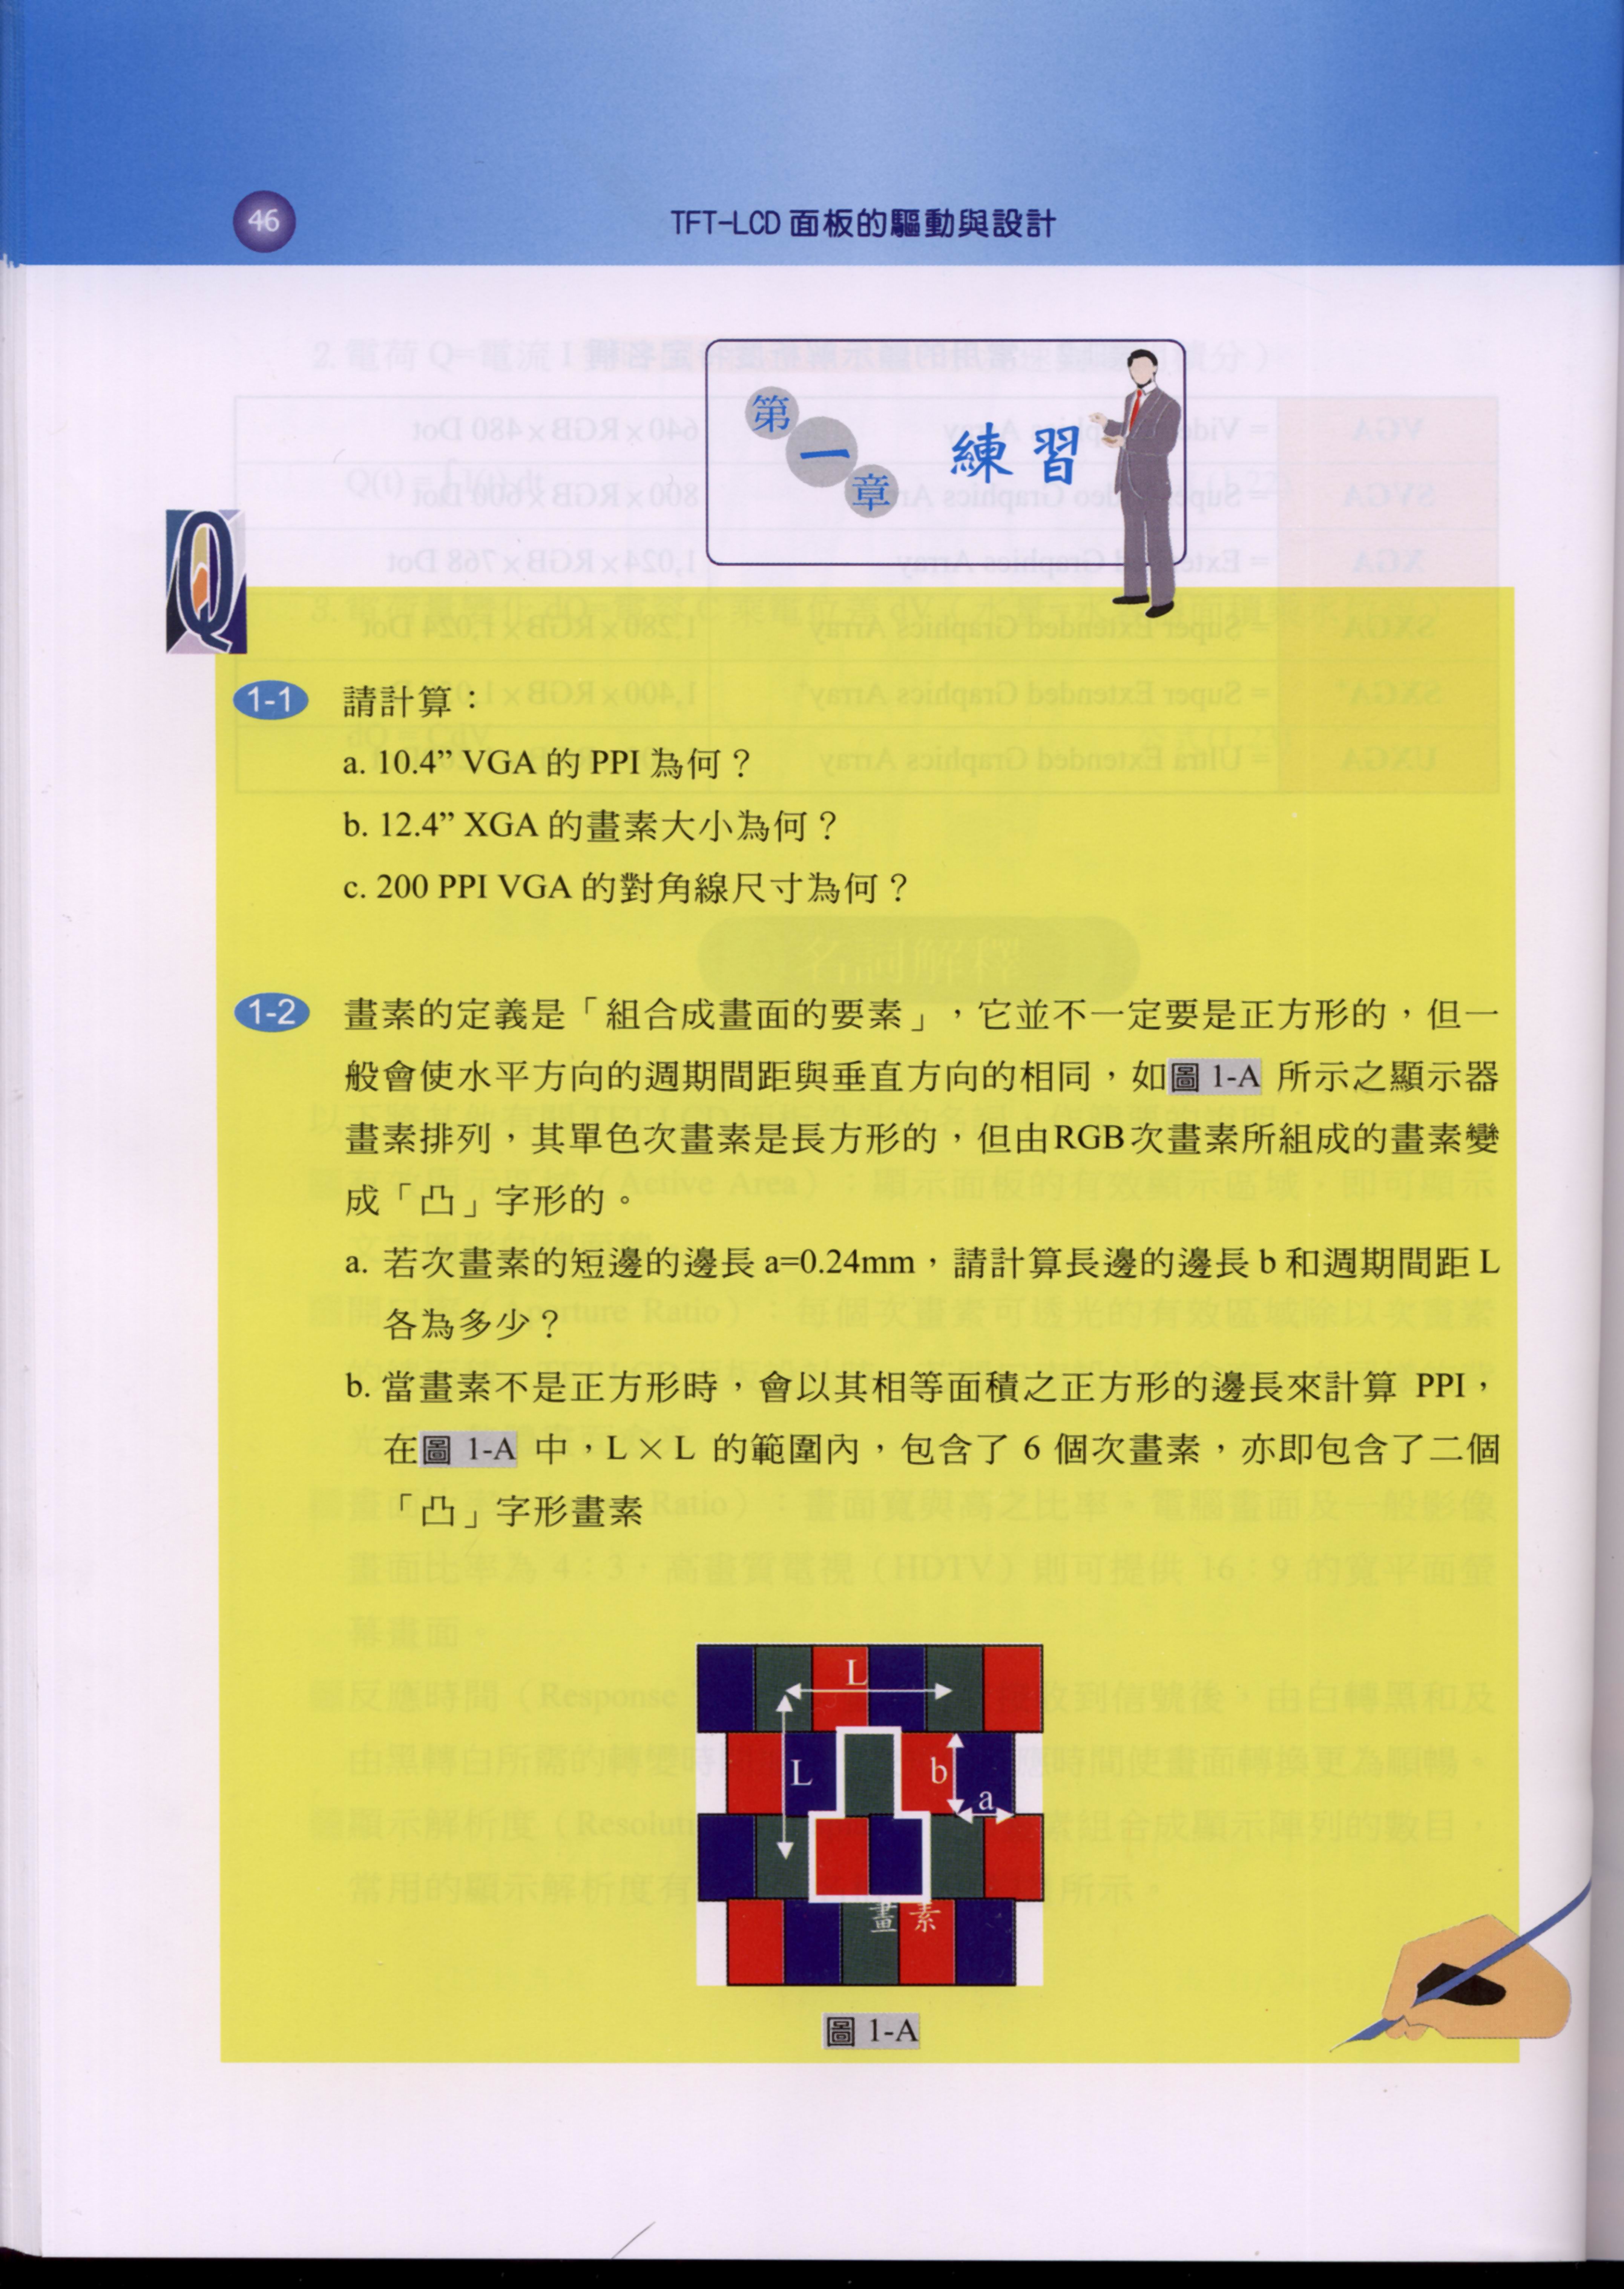 46
TFT-LCD 面板的驅動與設計
第一章
練習
Q
1-1 請計算：
a. 10.4” VGA 的 PPI 為何？
b. 12.4” XGA 的畫素大小為何？
c. 200 PPI VGA 的對角線尺寸為何？
1-2 畫素的定義是「組合成畫面的要素」，它並不一定要是正方形的，但一
般會使水平方向的週期間距與垂直方向的相同，如圖 1-A 所示之顯示器
畫素排列，其單色次畫素是長方形的，但由RGB次畫素所組成的畫素變
成「凸」字形的。
a. 若次畫素的短邊的邊長 a=0.24mm，請計算長邊的邊長 b 和週期間距 L
各為多少？
b. 當畫素不是正方形時，會以其相等面積之正方形的邊長來計算 PPI，
在圖 1-A 中，L × L 的範圍內，包含了 6 個次畫素，亦即包含了二個
「凸」字形畫素
L
L
b
a
畫素
圖 1-A